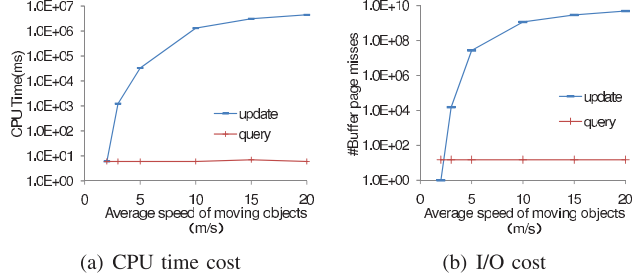 1.0E+07
1.0E+06
1.0E+05
1.0E+04
1.0E+03
1.0E+02
1.0E+01
1.0E+00
CPU Time(ms)
update
query
0 5 10 15 20
Average speed of moving objects
(m/s)
(a) CPU time cost
1.0E+10
1.0E+08
1.0E+06
1.0E+04
1.0E+02
1.0E+00
#Buffer page misses
update
query
0 5 10 15 20
Average speed of moving objects
(m/s)
(b) I/O cost